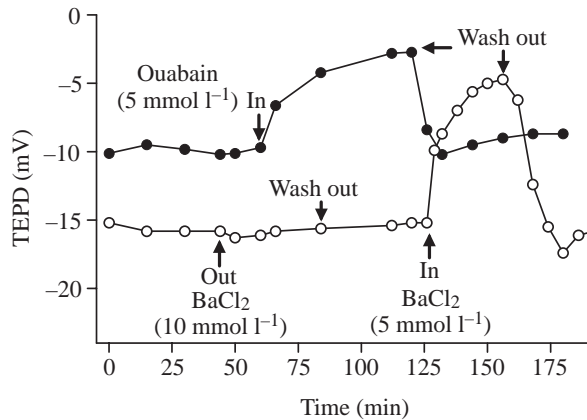 0
−5
−10
−15
−20
TEPD (mV)
Wash out
Ouabain
(5 mmol l−1) In
Wash out
Out
BaCl2
(10 mmol l−1)
In
BaCl2
(5 mmol l−1)
0 25 50 75 100 125 150 175
Time (min)